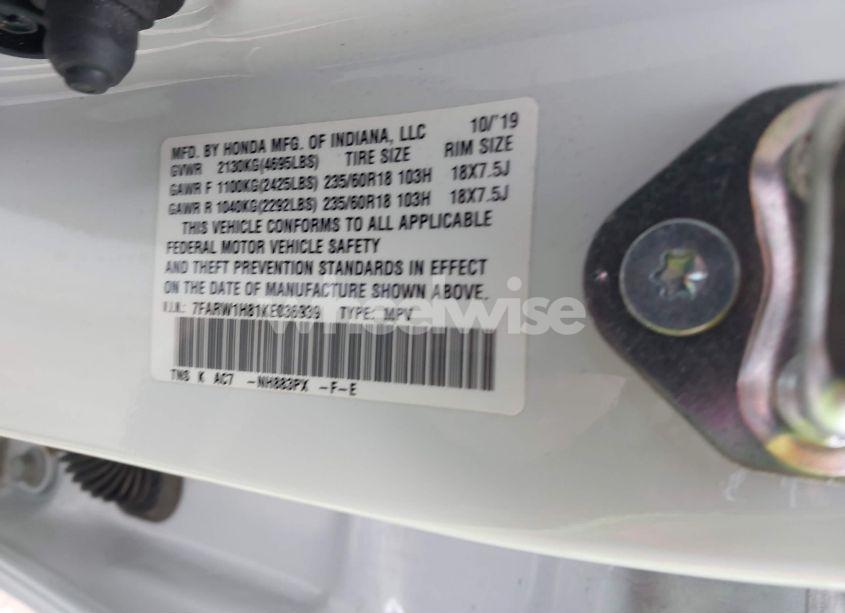 MFD. BY HONDA MFG. OF INDIANA, LLC 10/'19
GVWR 2130KG(4695LBS) TIRE SIZE RIM SIZE
GAWR F 1100KG(2425LBS) 235/60R18 103H 18X7.5J
GAWR R 1040KG(2292LBS) 235/60R18 103H 18X7.5J
THIS VEHICLE CONFORMS TO ALL APPLICABLE
FEDERAL MOTOR VEHICLE SAFETY
AND THEFT PREVENTION STANDARDS IN EFFECT
ON THE DATE OF MANUFACTURE SHOWN ABOVE.
V.I.N.: 7FARW1H81KE036939 TYPE: MPV
wheelwise
TN8 K AC7 -NH883PX -F-E